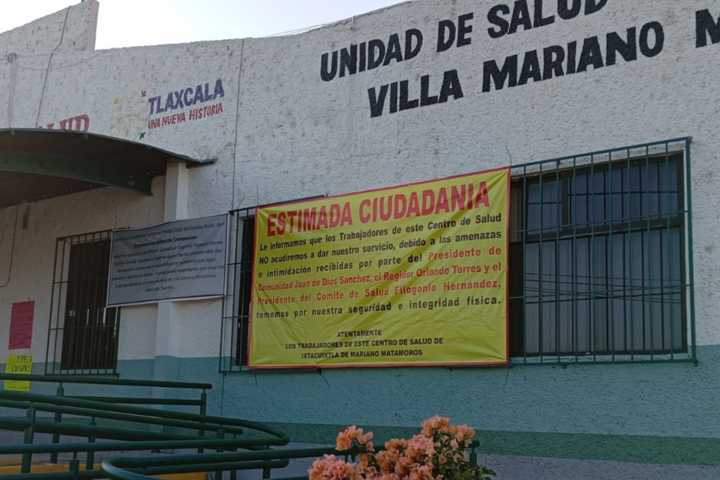 UNIDAD DE SALUD
VILLA MARIANO M
TLAXCALA
UNA NUEVA HISTORIA
ESTIMADA CIUDADANIA
Le informamos que los Trabajadores de este Centro de Salud
NO acudiremos a dar nuestro servicio, debido a las amenazas
e intimidación recibidas por parte del Presidente de
Comunidad Juan de Dios Sánchez, el Regidor Orlando Torres y el
Presidente del Comite de Salud Efiogonio Hernández,
tememos por nuestra seguridad e integridad física.
ATENTAMENTE
LOS TRABAJADORES DE ESTE CENTRO DE SALUD DE
IXTACUIXTLA DE MARIANO MATAMOROS